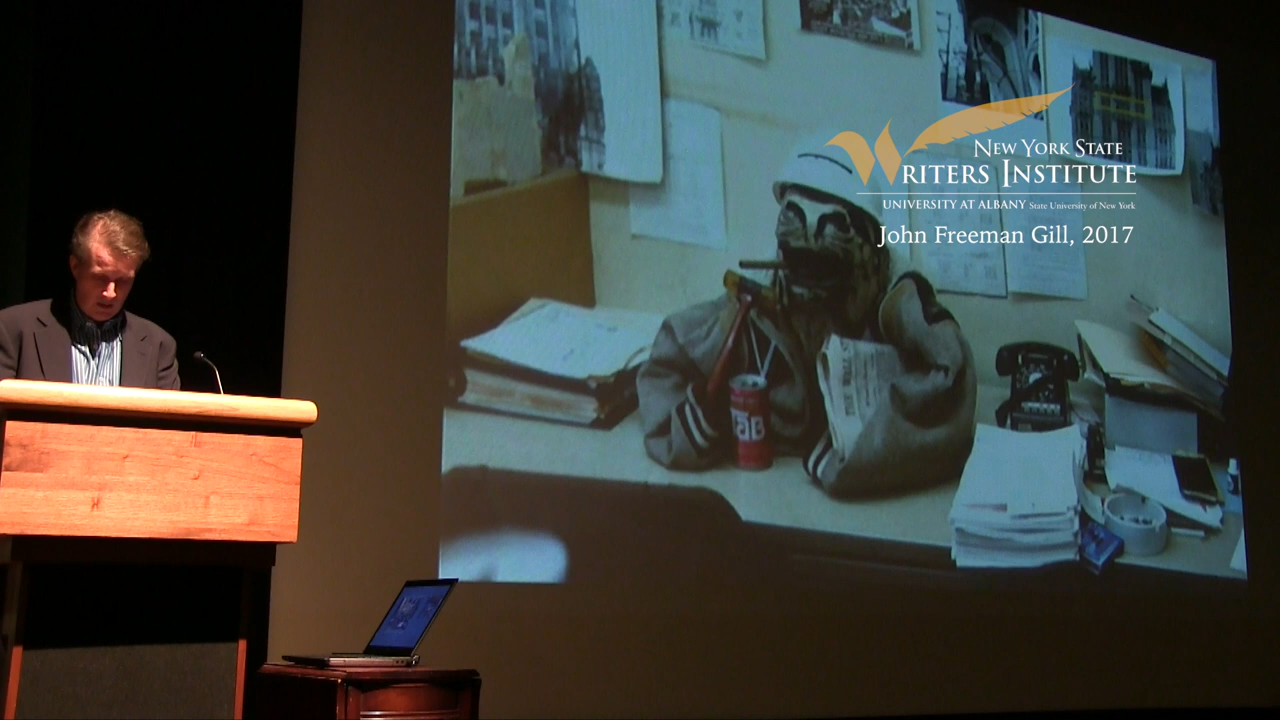 NEW YORK STATE
WRITERS INSTITUTE
UNIVERSITY AT ALBANY State University of New York
John Freeman Gill, 2017
TaB